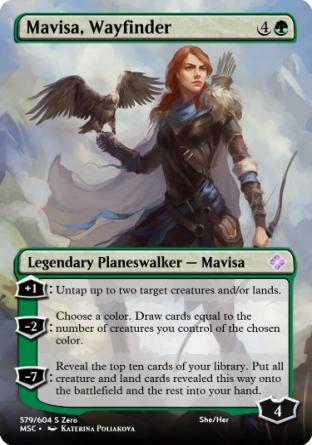 Mavisa, Wayfinder 4
Legendary Planeswalker — Mavisa
+1: Untap up to two target creatures and/or lands.
-2: Choose a color. Draw cards equal to the
number of creatures you control of the chosen
color.
-7: Reveal the top ten cards of your library. Put all
creature and land cards revealed this way onto
the battlefield and the rest into your hand.
4
579/604 S Zero She/Her
MSC • Katerina Poliakova